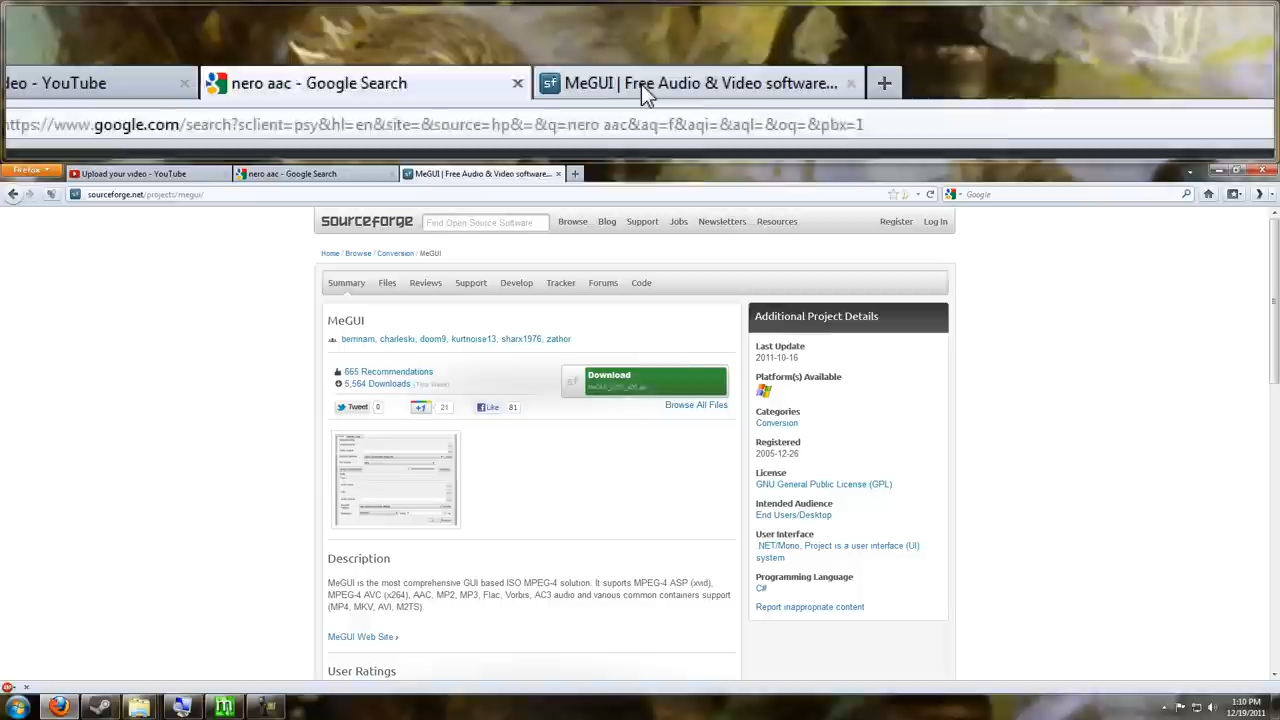 deo - YouTube
nero aac - Google Search
MeGUI | Free Audio & Video software...
https://www.google.com/search?sclient=psy&hl=en&site=&source=hp&=&q=nero aac&aq=f&aqi=&aql=&oq=&pbx=1
Firefox
Upload your video - YouTube
nero aac - Google Search
MeGUI | Free Audio & Video software...
sourceforge.net/projects/megui/
Google
sourceforge
Find Open Source Software
Browse Blog Support Jobs Newsletters Resources
Register Log In
Home / Browse / Conversion / MeGUI
Summary Files Reviews Support Develop Tracker Forums Code
MeGUI
berrinam, charleski, doom9, kurtnoise13, sharx1976, zathor
665 Recommendations
5,564 Downloads (This Week)
sf
Download
Tweet 0
+1 21
Like 81
Browse All Files
Description
MeGUI is the most comprehensive GUI based ISO MPEG-4 solution. It suports MPEG-4 ASP (xvid),
MPEG-4 AVC (x264), AAC, MP2, MP3, Flac, Vorbis, AC3 audio and various common containers support
(MP4, MKV, AVI, M2TS).
MeGUI Web Site ›
User Ratings
Additional Project Details
Last Update
2011-10-16
Platform(s) Available
Categories
Conversion
Registered
2005-12-26
License
GNU General Public License (GPL)
Intended Audience
End Users/Desktop
User Interface
.NET/Mono, Project is a user interface (UI)
system
Programming Language
C#
Report inappropriate content
1:10 PM
12/19/2011